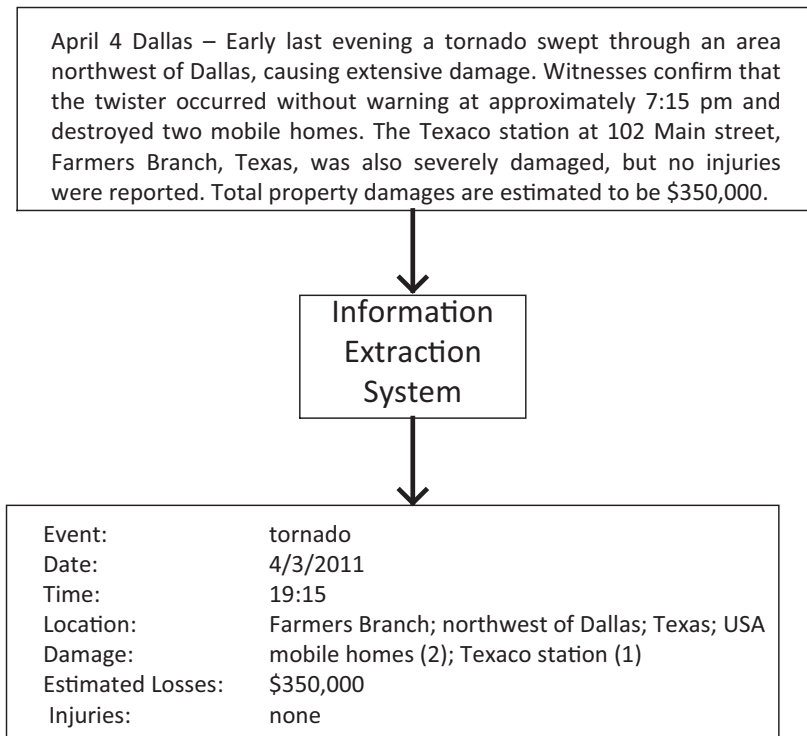 April 4 Dallas – Early last evening a tornado swept through an area
northwest of Dallas, causing extensive damage. Witnesses confirm that
the twister occurred without warning at approximately 7:15 pm and
destroyed two mobile homes. The Texaco station at 102 Main street,
Farmers Branch, Texas, was also severely damaged, but no injuries
were reported. Total property damages are estimated to be $350,000.
Information
Extraction
System
Event: tornado
Date: 4/3/2011
Time: 19:15
Location: Farmers Branch; northwest of Dallas; Texas; USA
Damage: mobile homes (2); Texaco station (1)
Estimated Losses: $350,000
Injuries: none